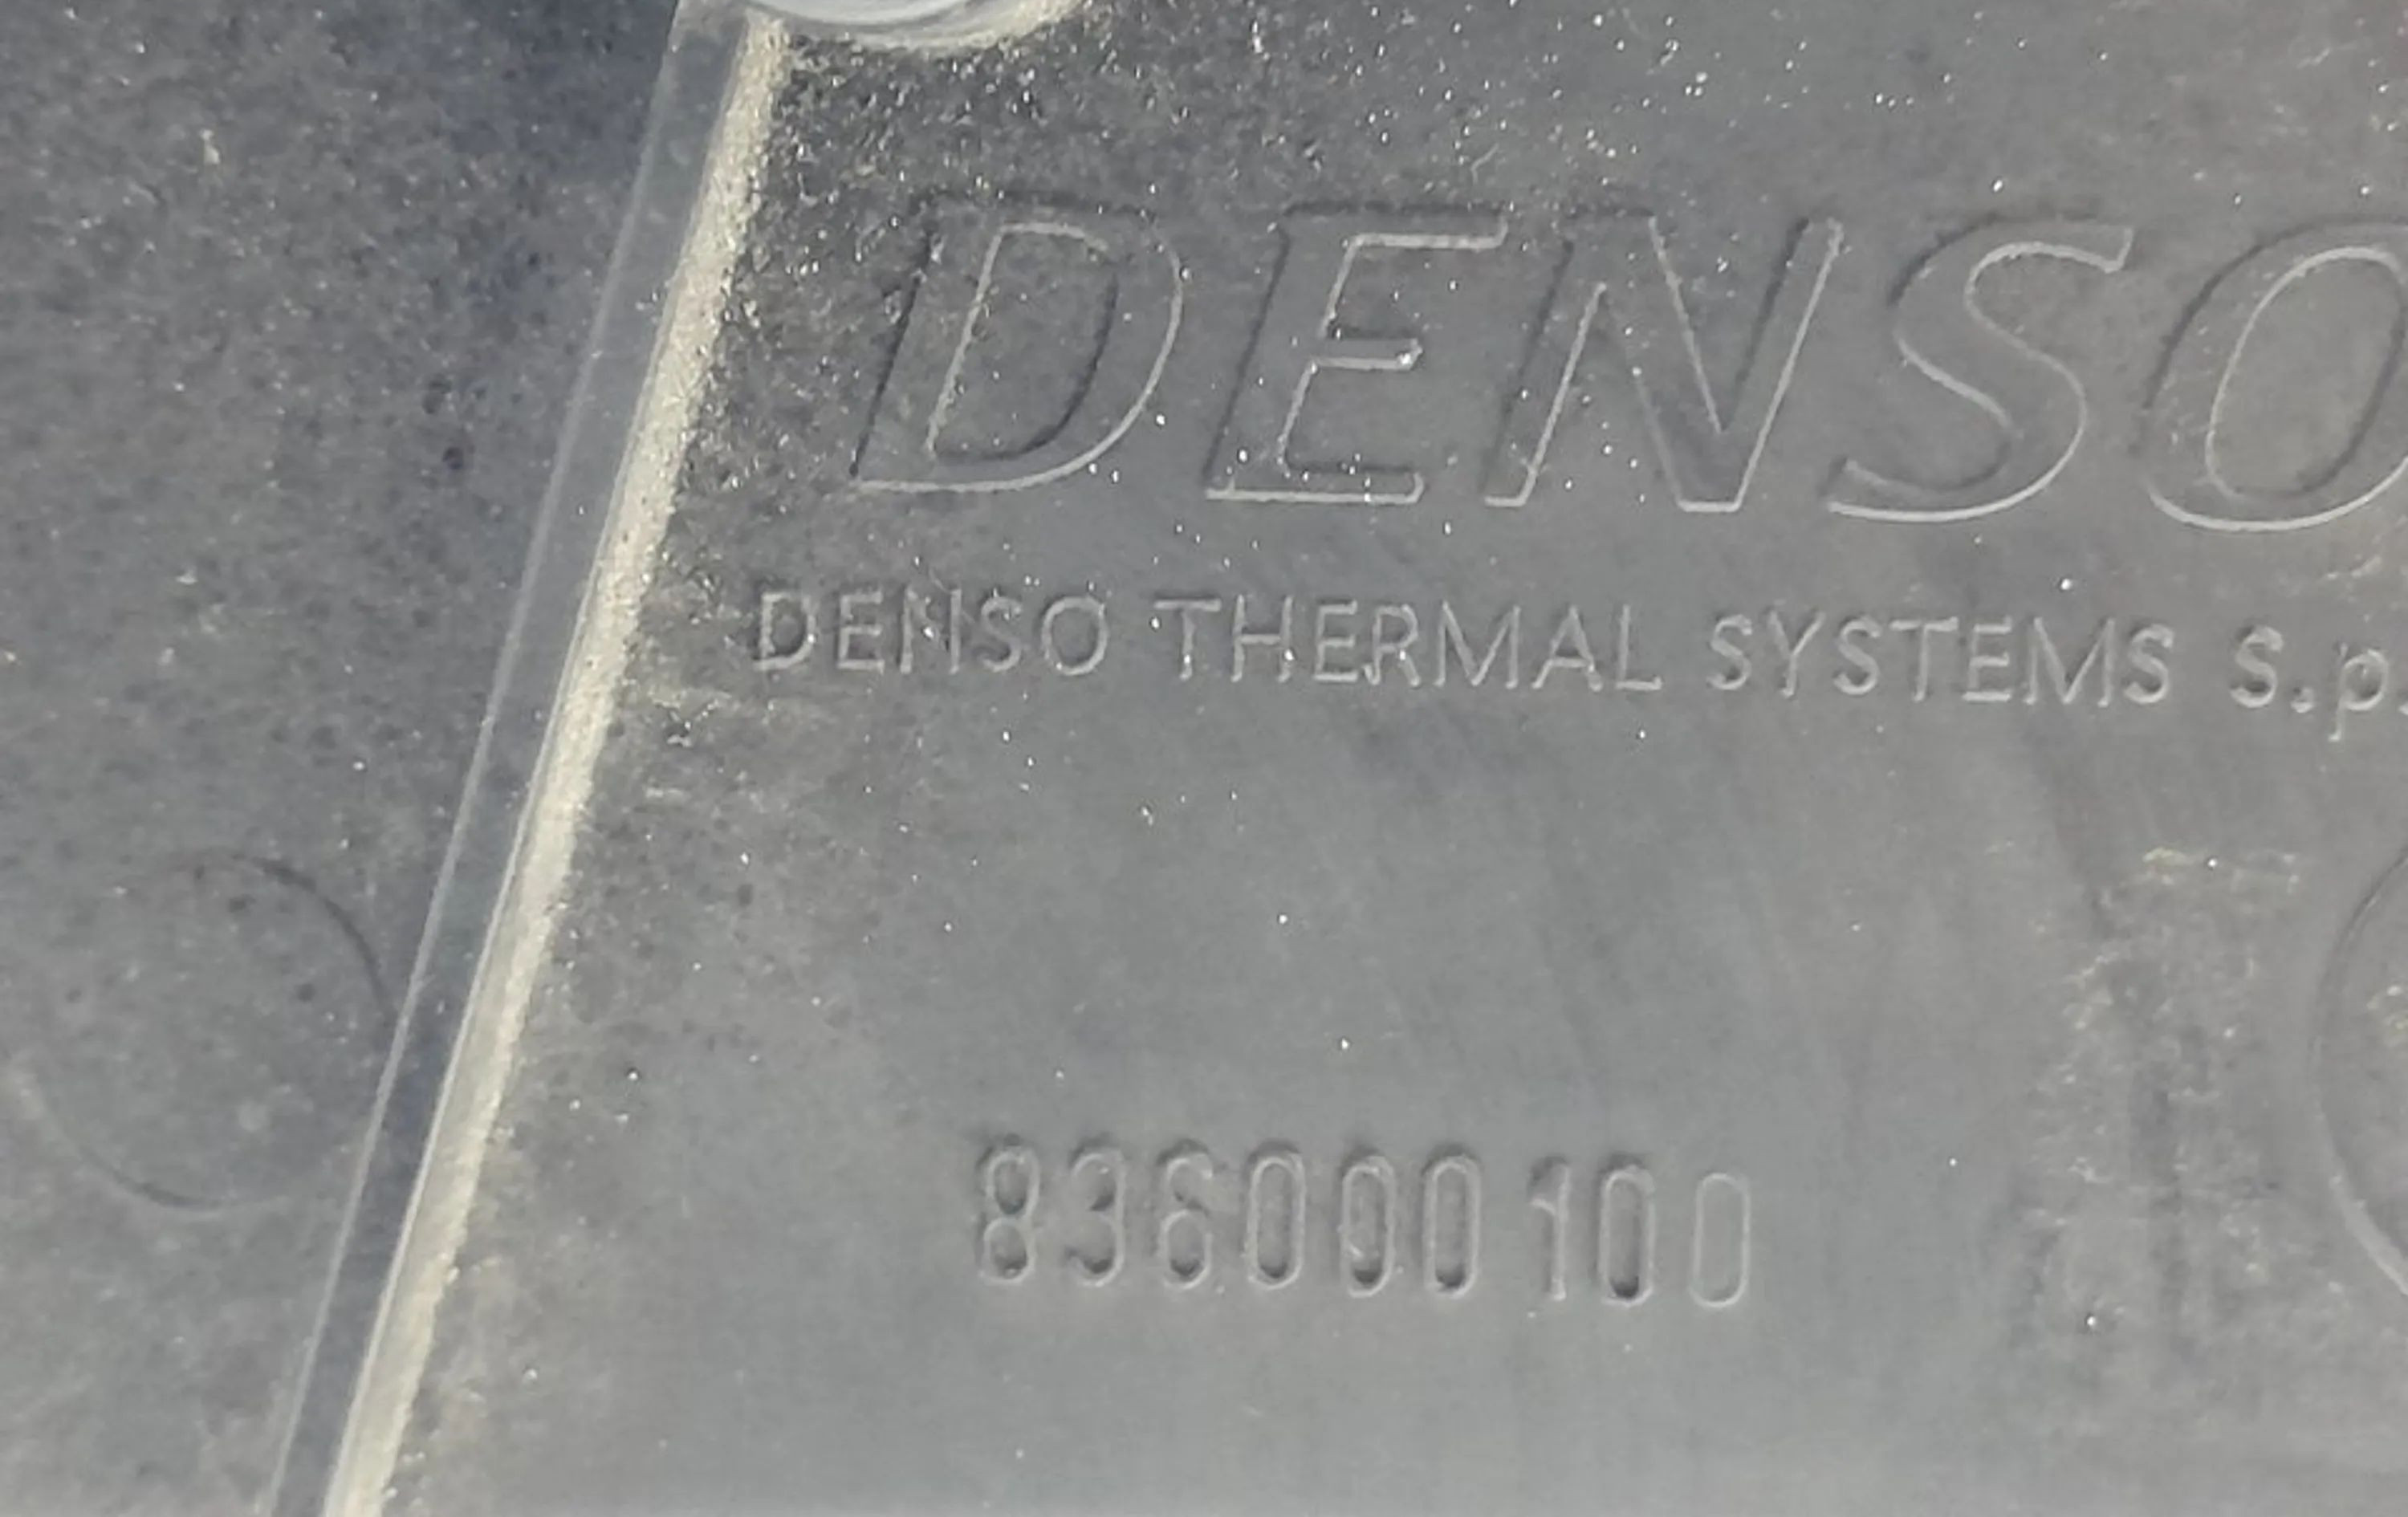 DENSO
DENSO THERMAL SYSTEMS S.p.
836000100